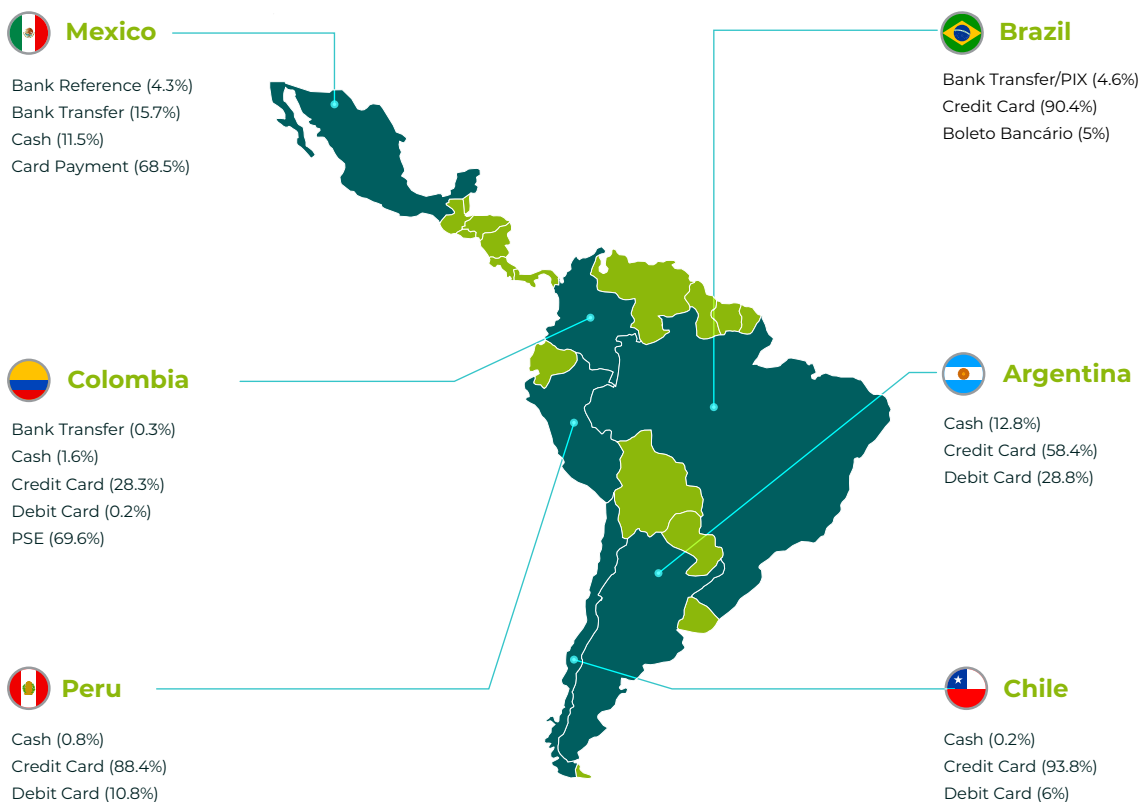 Mexico
Bank Reference (4.3%)
Bank Transfer (15.7%)
Cash (11.5%)
Card Payment (68.5%)
Brazil
Bank Transfer/PIX (4.6%)
Credit Card (90.4%)
Boleto Bancário (5%)
Colombia
Bank Transfer (0.3%)
Cash (1.6%)
Credit Card (28.3%)
Debit Card (0.2%)
PSE (69.6%)
Argentina
Cash (12.8%)
Credit Card (58.4%)
Debit Card (28.8%)
Peru
Cash (0.8%)
Credit Card (88.4%)
Debit Card (10.8%)
Chile
Cash (0.2%)
Credit Card (93.8%)
Debit Card (6%)